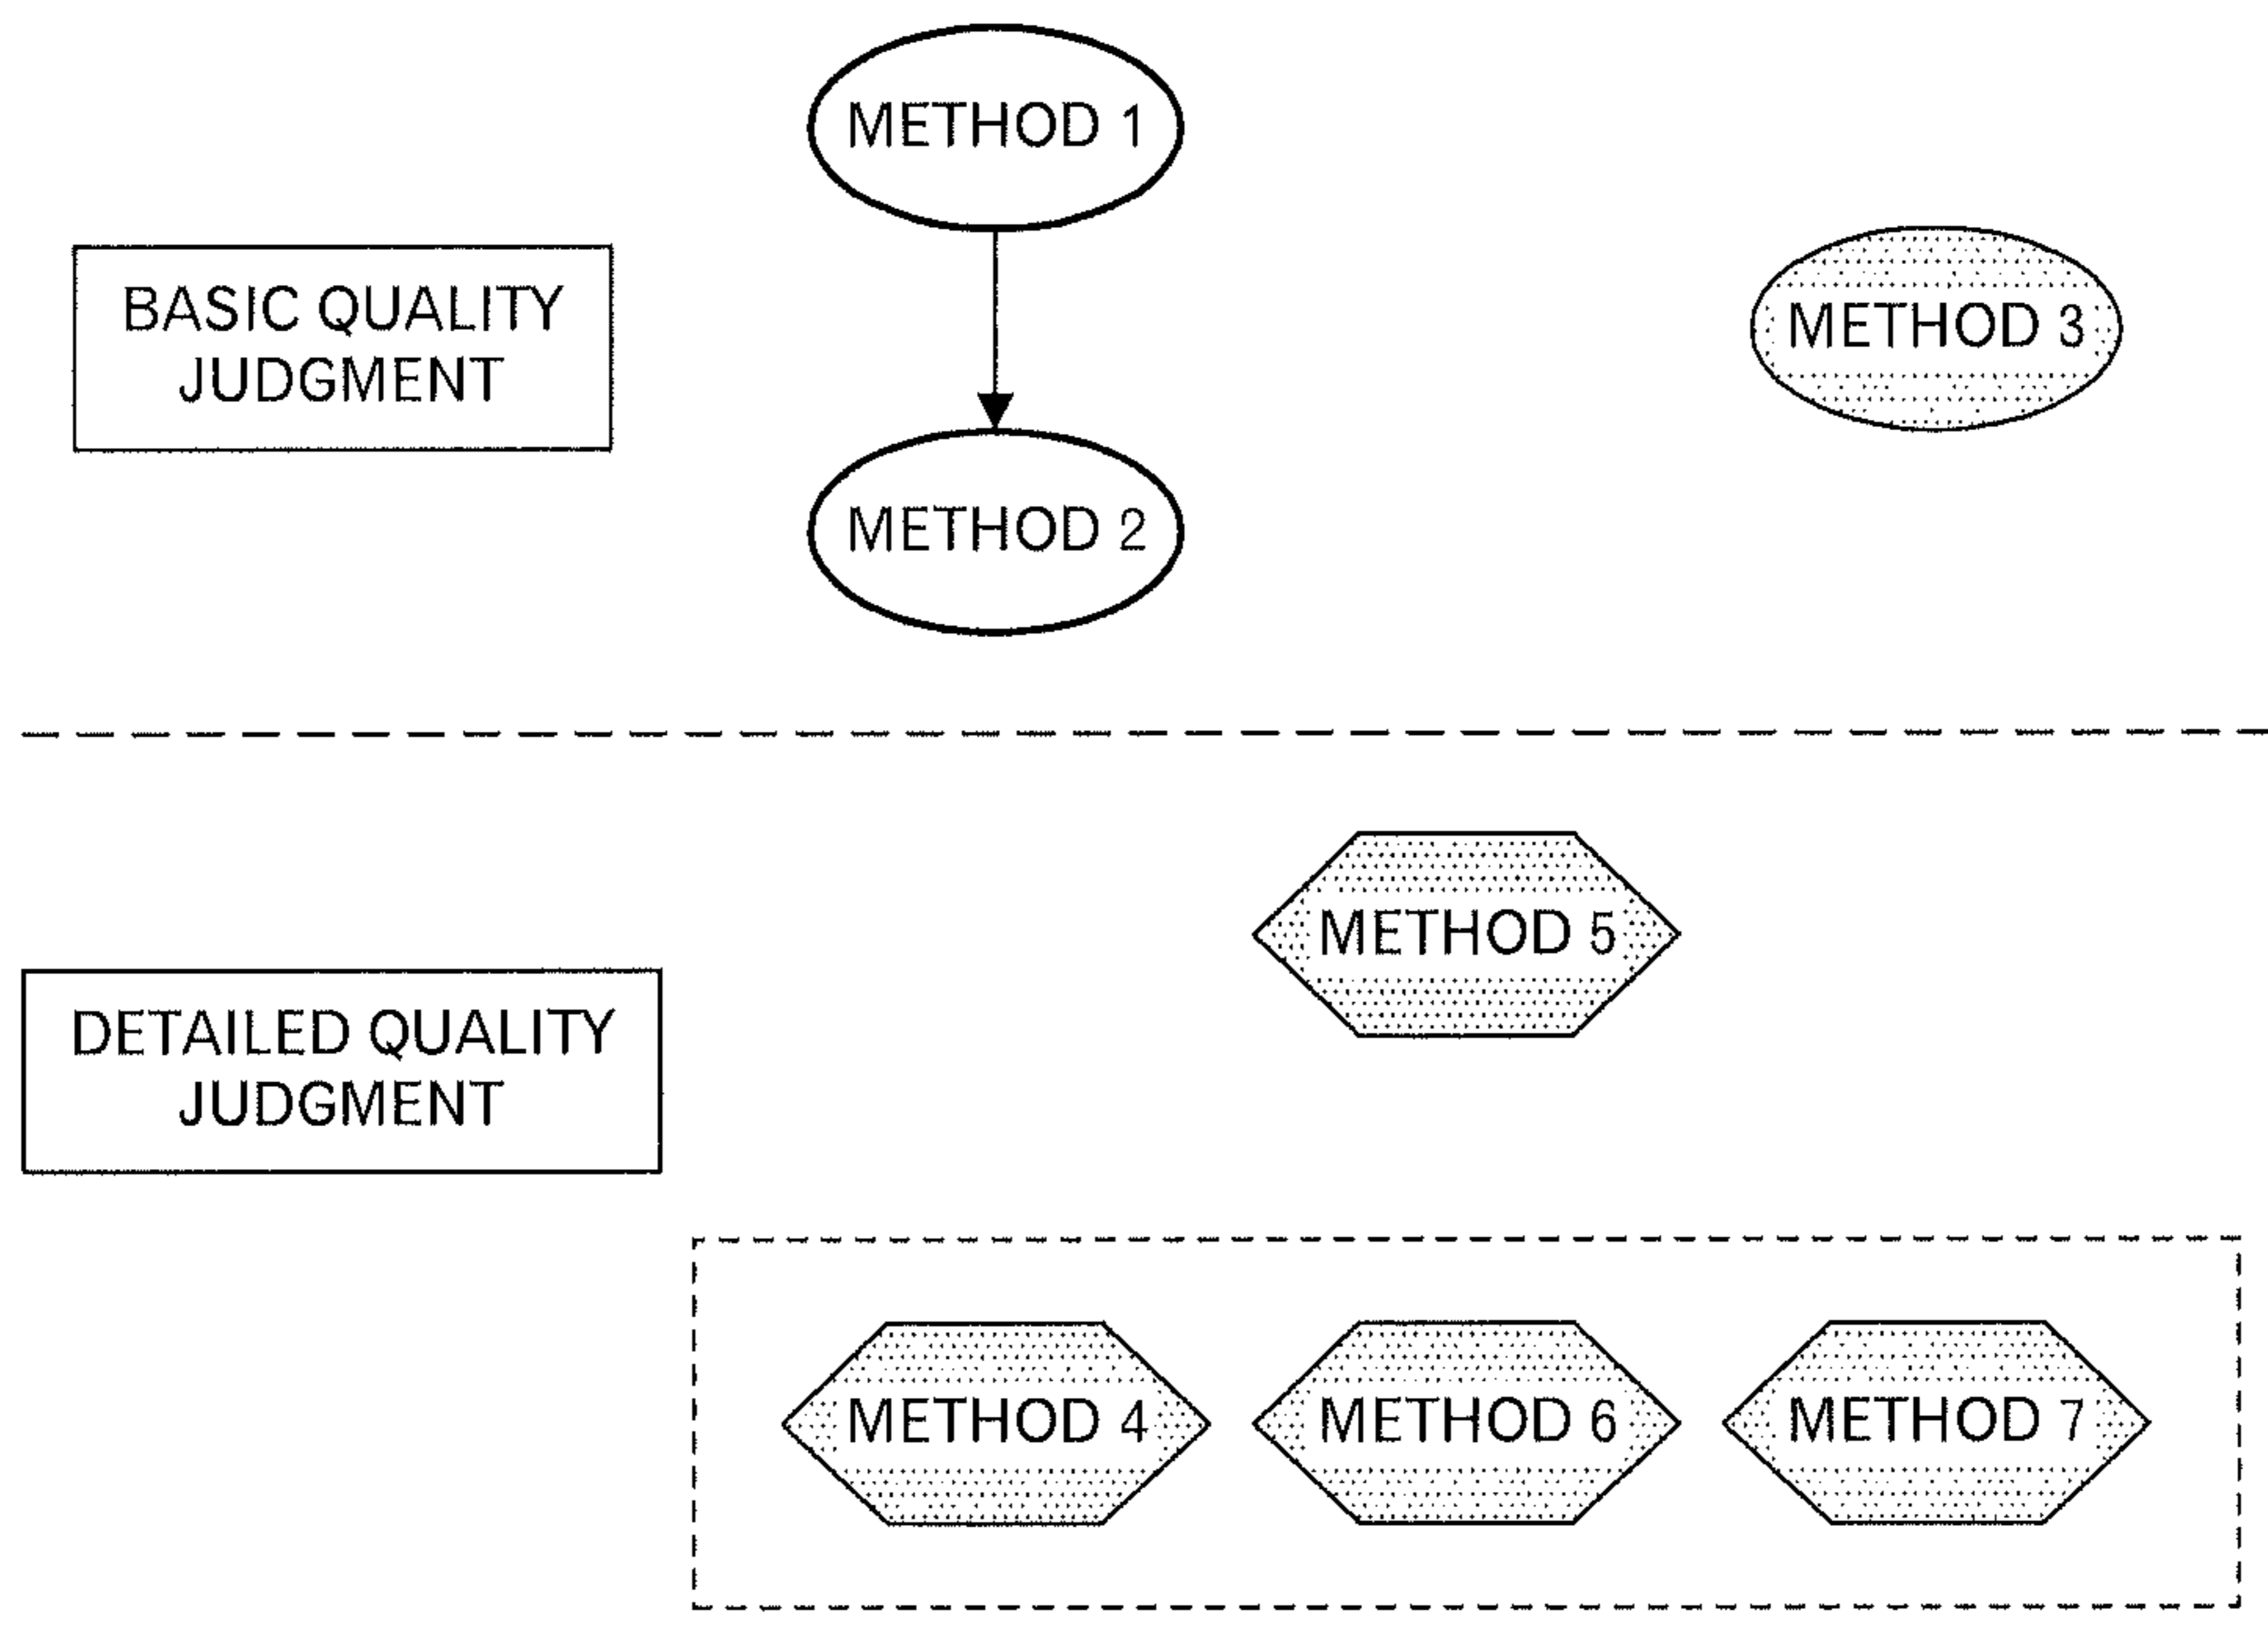 METHOD 1
BASIC QUALITY
JUDGMENT
METHOD 3
METHOD 2
METHOD 5
DETAILED QUALITY
JUDGMENT
METHOD 4
METHOD 6
METHOD 7